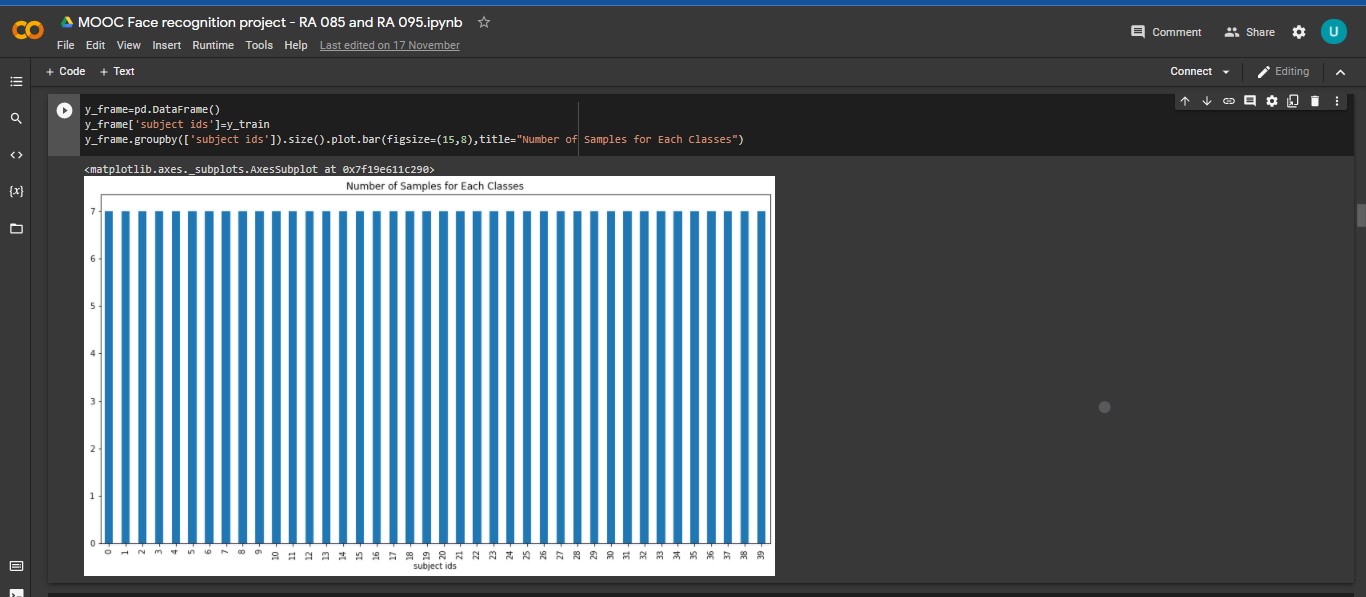 MOOC Face recognition project - RA 085 and RA 095.ipynb
File Edit View Insert Runtime Tools Help Last edited on 17 November
Comment Share U
+ Code + Text
Connect Editing
y_frame=pd.DataFrame()
y_frame['subject ids']=y_train
y_frame.groupby(['subject ids']).size().plot.bar(figsize=(15,8),title="Number of Samples for Each Classes")
<matplotlib.axes._subplots.AxesSubplot at 0x7f19e611c290>
Number of Samples for Each Classes
7
6
5
4
3
2
1
0
0 1 2 3 4 5 6 7 8 9 10 11 12 13 14 15 16 17 18 19 20 21 22 23 24 25 26 27 28 29 30 31 32 33 34 35 36 37 38 39
subject ids
{x}